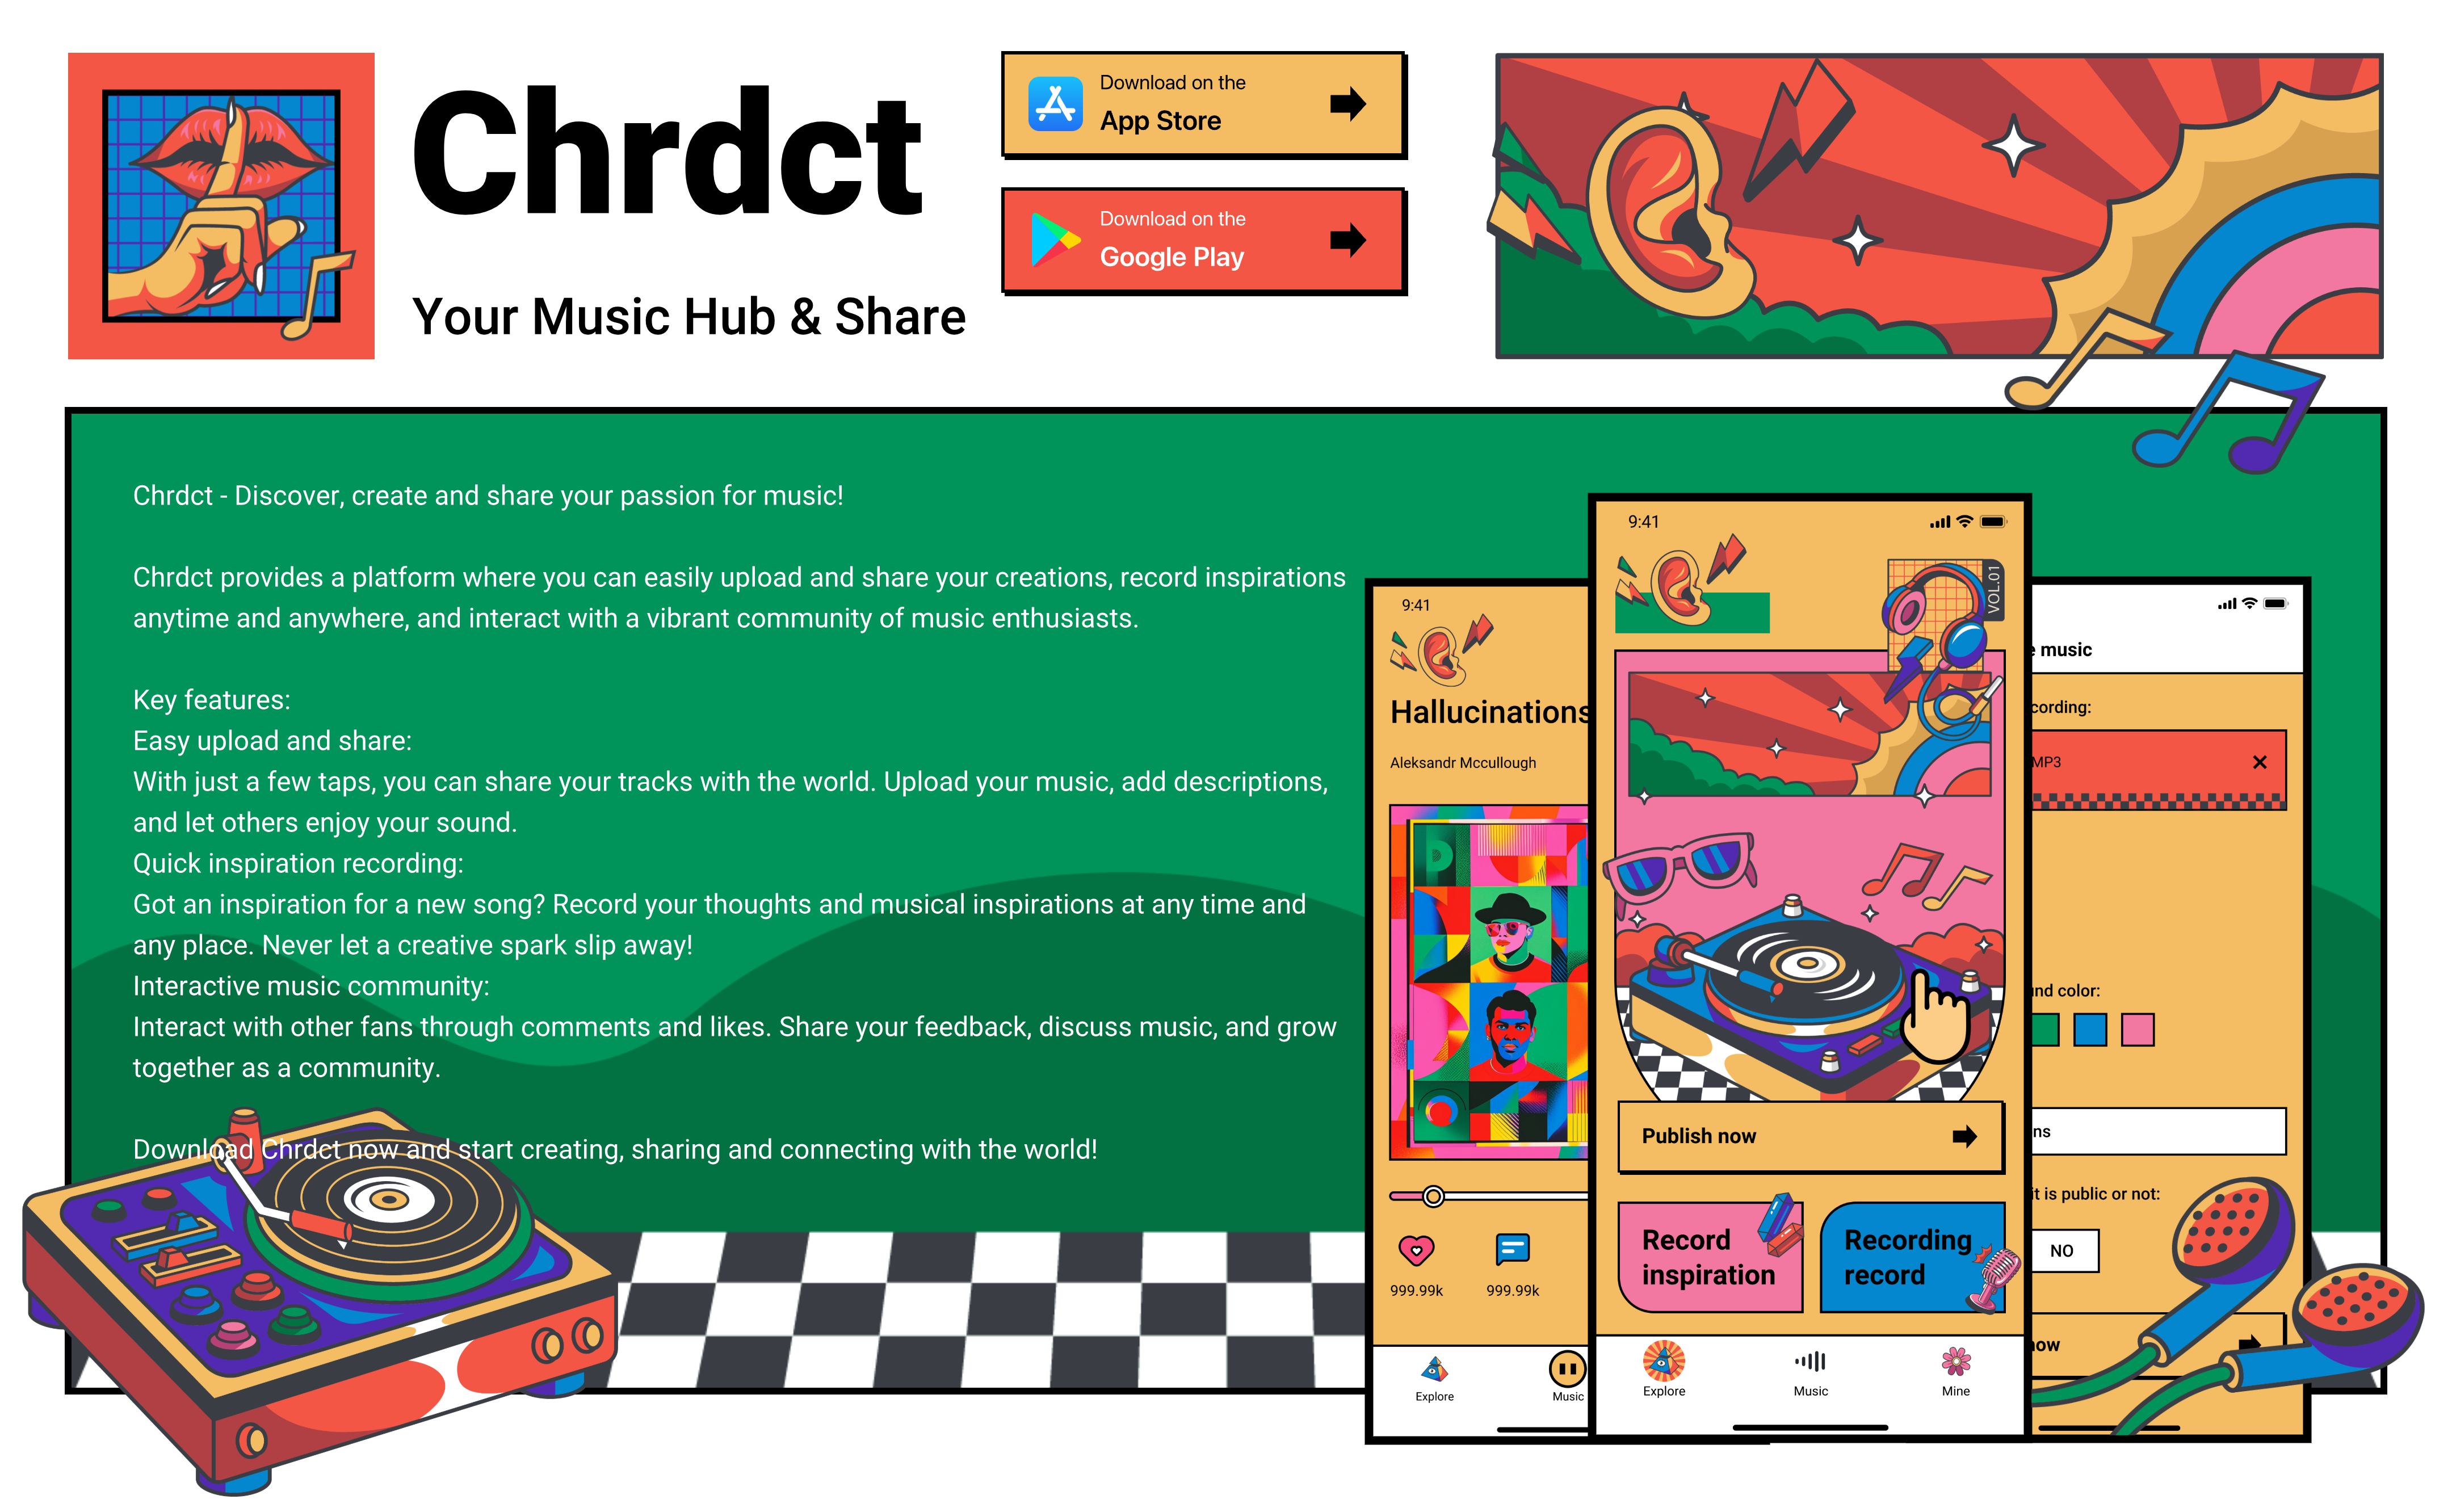 Chrdct
Your Music Hub & Share
Download on the
App Store
Download on the
Google Play
Chrdct - Discover, create and share your passion for music!
Chrdct provides a platform where you can easily upload and share your creations, record inspirations
anytime and anywhere, and interact with a vibrant community of music enthusiasts.
Key features:
Easy upload and share:
With just a few taps, you can share your tracks with the world. Upload your music, add descriptions,
and let others enjoy your sound.
Quick inspiration recording:
Got an inspiration for a new song? Record your thoughts and musical inspirations at any time and
any place. Never let a creative spark slip away!
Interactive music community:
Interact with other fans through comments and likes. Share your feedback, discuss music, and grow
together as a community.
Download Chrdct now and start creating, sharing and connecting with the world!
9:41
Hallucinations
Aleksandr Mccullough
999.99k
999.99k
Explore
Music
9:41
VOL.01
Publish now
Record
inspiration
Recording
record
Explore
Music
Mine
music
cording:
MP3
nd color:
ns
it is public or not:
NO
ow